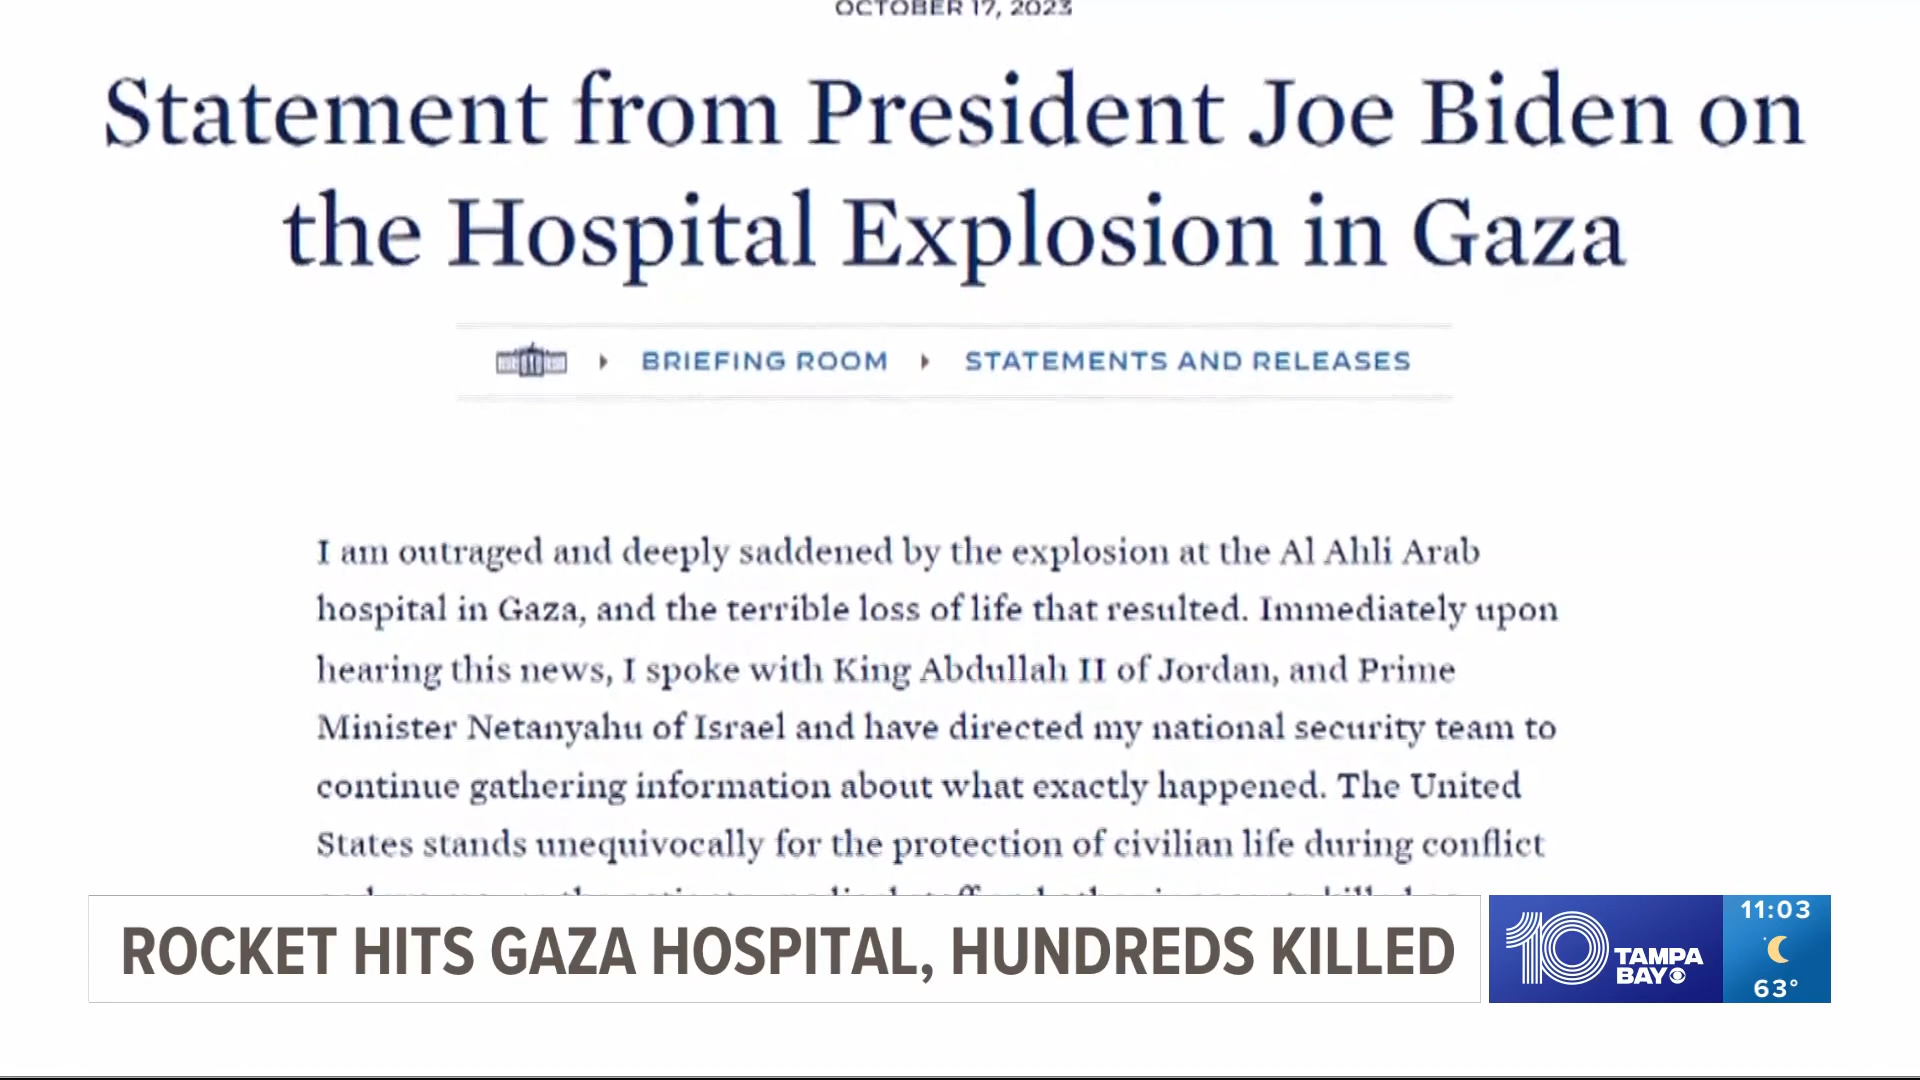 OCTOBER 17, 2023
Statement from President Joe Biden on
the Hospital Explosion in Gaza
BRIEFING ROOM
STATEMENTS AND RELEASES
I am outraged and deeply saddened by the explosion at the Al Ahli Arab
hospital in Gaza, and the terrible loss of life that resulted. Immediately upon
hearing this news, I spoke with King Abdullah II of Jordan, and Prime
Minister Netanyahu of Israel and have directed my national security team to
continue gathering information about what exactly happened. The United
States stands unequivocally for the protection of civilian life during conflict
ROCKET HITS GAZA HOSPITAL, HUNDREDS KILLED
10 TAMPA BAY
11:03
63°